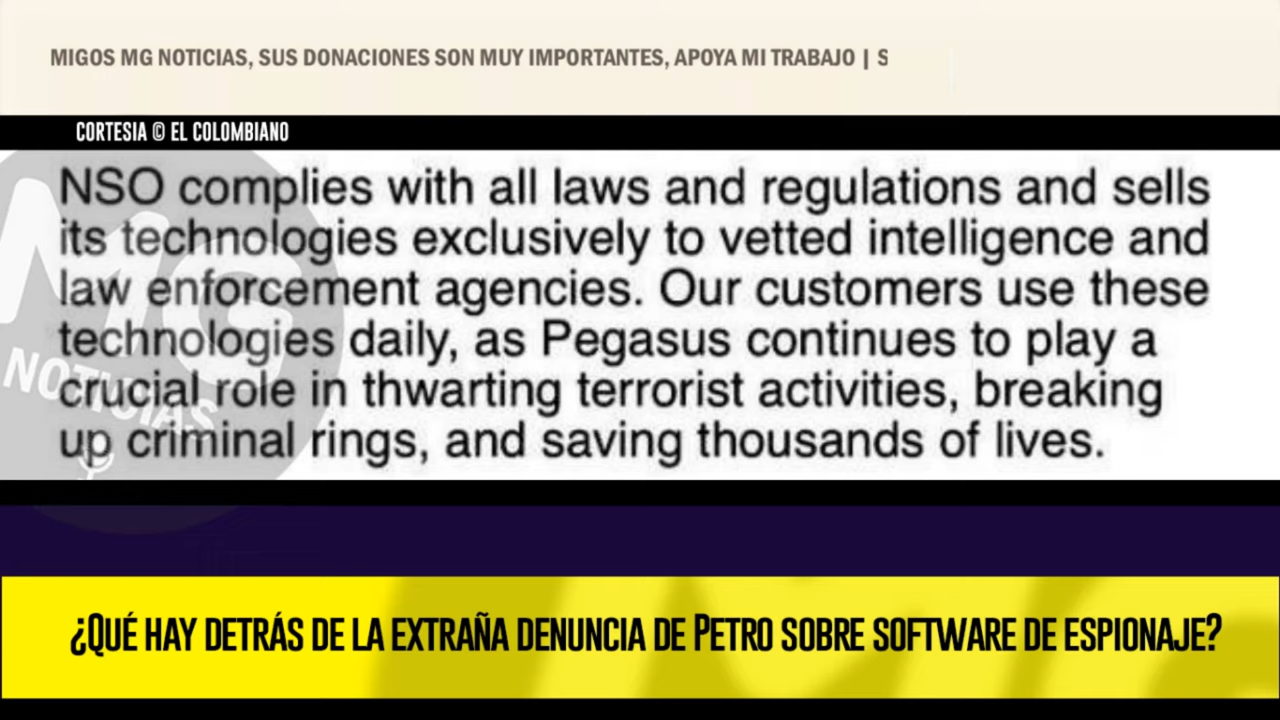 MIGOS MG NOTICIAS, SUS DONACIONES SON MUY IMPORTANTES, APOYA MI TRABAJO | S
CORTESIA © EL COLOMBIANO
NSO complies with all laws and regulations and sells
its technologies exclusively to vetted intelligence and
law enforcement agencies. Our customers use these
technologies daily, as Pegasus continues to play a
crucial role in thwarting terrorist activities, breaking
up criminal rings, and saving thousands of lives.
MG
NOTICIAS
¿QUÉ HAY DETRÁS DE LA EXTRAÑA DENUNCIA DE PETRO SOBRE SOFTWARE DE ESPIONAJE?